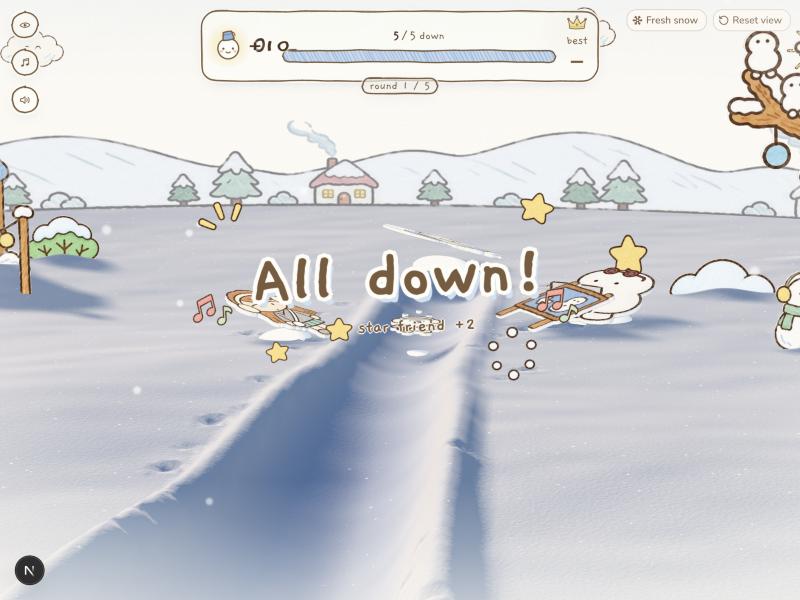 5/5 down
best
—
round 1 / 5
Fresh snow
Reset view
All down!
star friend +2
N